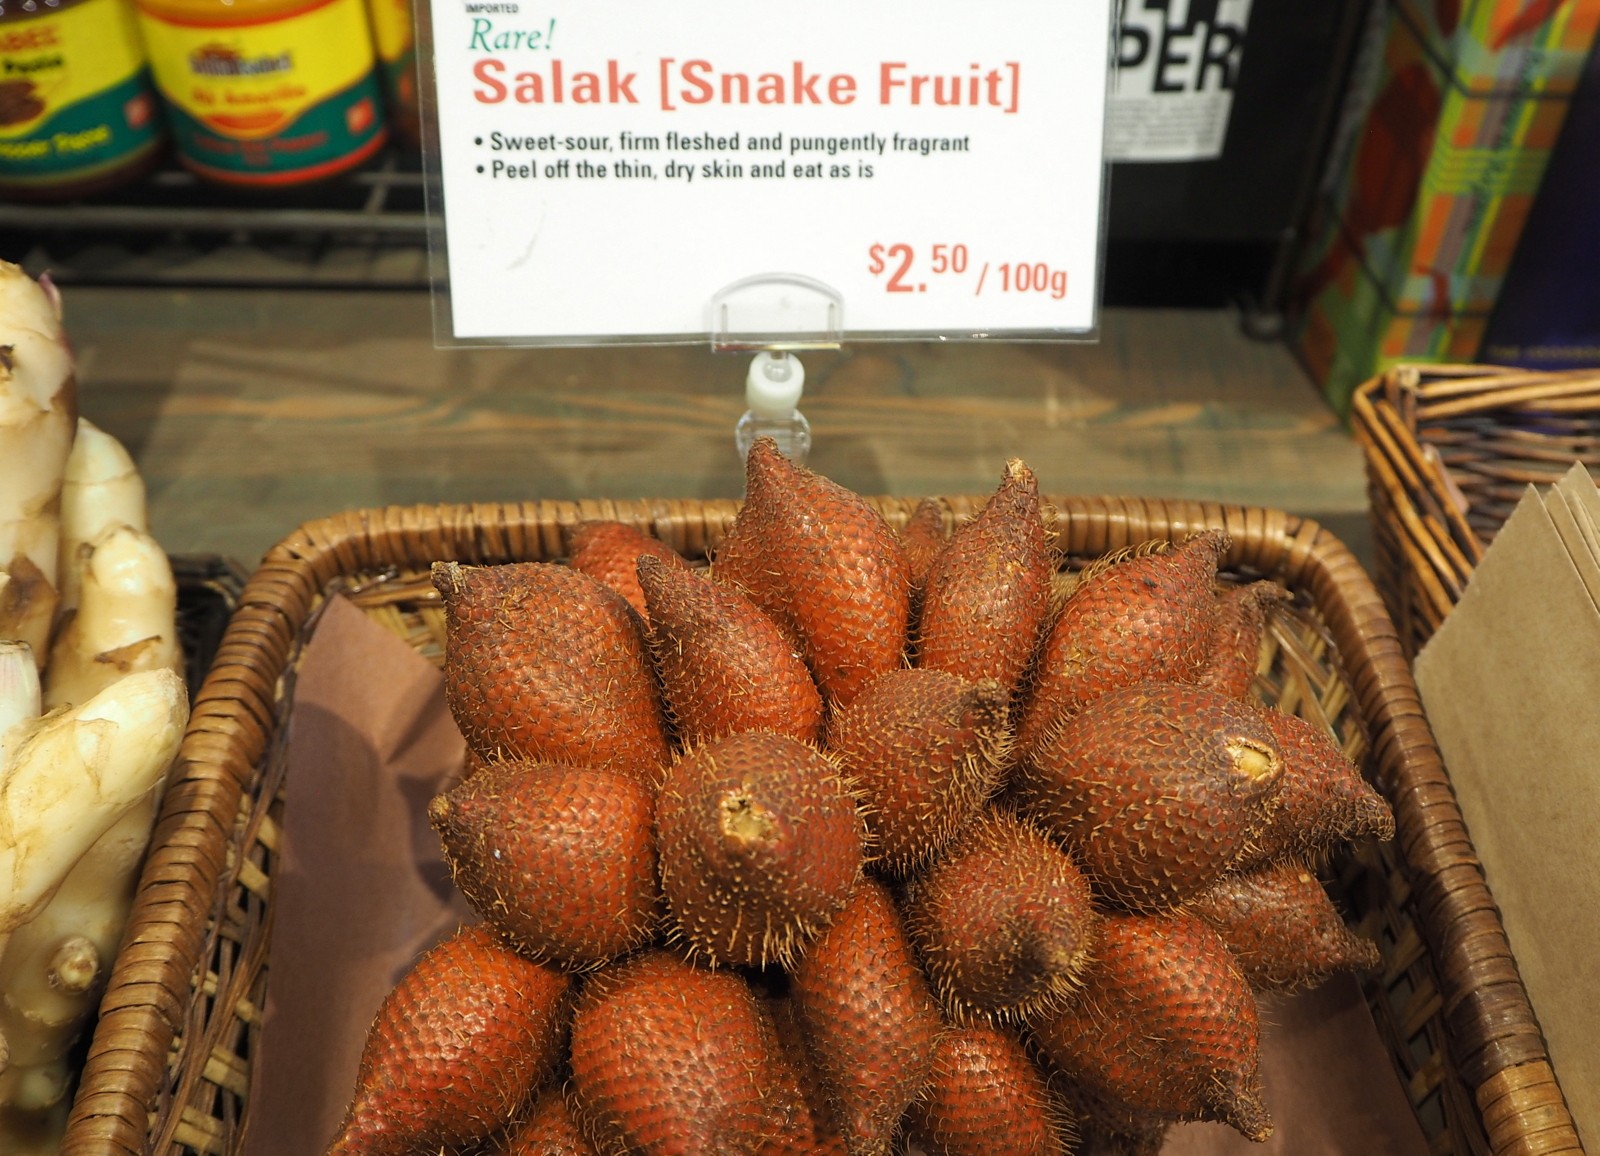 IMPORTED
Rare!
Salak [Snake Fruit]
• Sweet-sour, firm fleshed and pungently fragrant
• Peel off the thin, dry skin and eat as is
$2.50 / 100g
PER